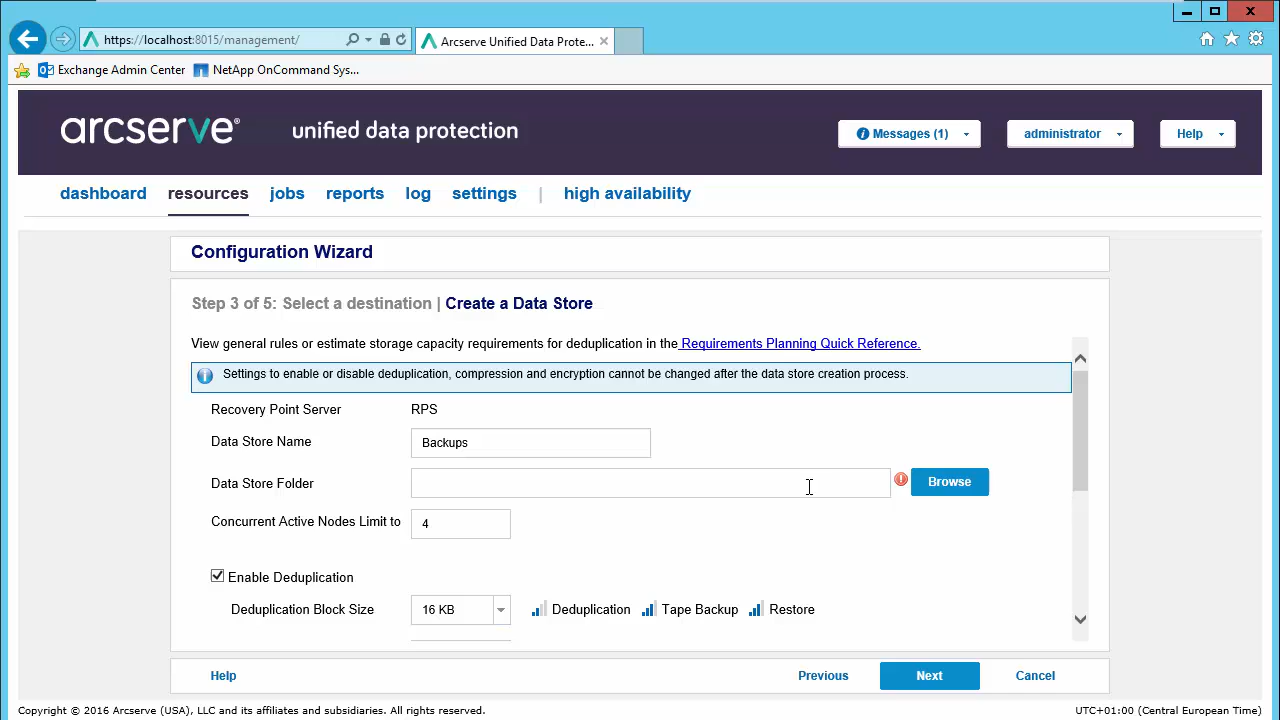 https://localhost:8015/management/
Arcserve Unified Data Prote...
Exchange Admin Center
NetApp OnCommand Sys...
arcserve®
unified data protection
Messages (1)
administrator
Help
dashboard
resources
jobs
reports
log
settings
|
high availability
Configuration Wizard
Step 3 of 5: Select a destination | Create a Data Store
View general rules or estimate storage capacity requirements for deduplication in the Requirements Planning Quick Reference.
Settings to enable or disable deduplication, compression and encryption cannot be changed after the data store creation process.
Recovery Point Server
RPS
Data Store Name
Backups
Data Store Folder
Browse
Concurrent Active Nodes Limit to
4
Enable Deduplication
Deduplication Block Size
16 KB
Deduplication
Tape Backup
Restore
Help
Previous
Next
Cancel
Copyright © 2016 Arcserve (USA), LLC and its affiliates and subsidiaries. All rights reserved.
UTC+01:00 (Central European Time)